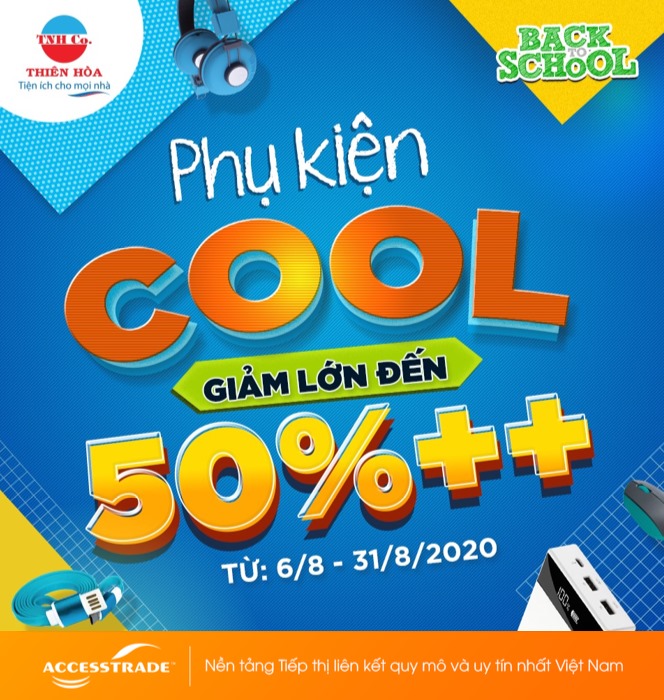 TNH Co.
THIÊN HÒA
Tiện ích cho mọi nhà
BACK
TO
SCHOOL
Phụ kiện
COOL
GIẢM LỚN ĐẾN
50%++
TỪ: 6/8 - 31/8/2020
100%
ACCESSTRADE
Nền tảng Tiếp thị liên kết quy mô và uy tín nhất Việt Nam